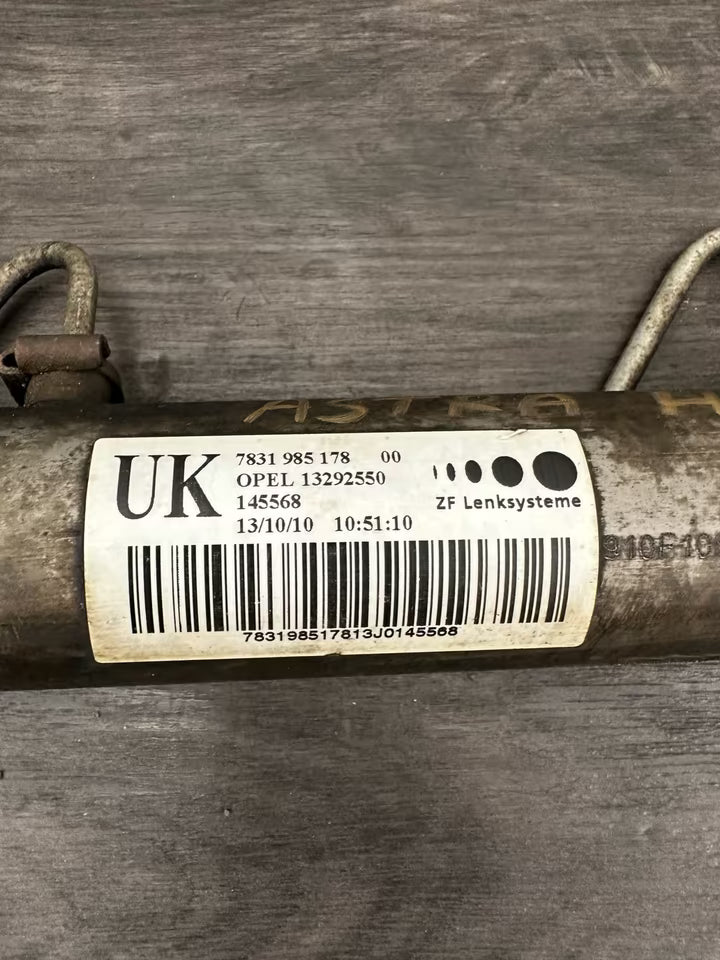 ASTRA H
UK
7831 985 178 00
OPEL 13292550
145568
13/10/10 10:51:10
ZF Lenksysteme
783198517813J0145568